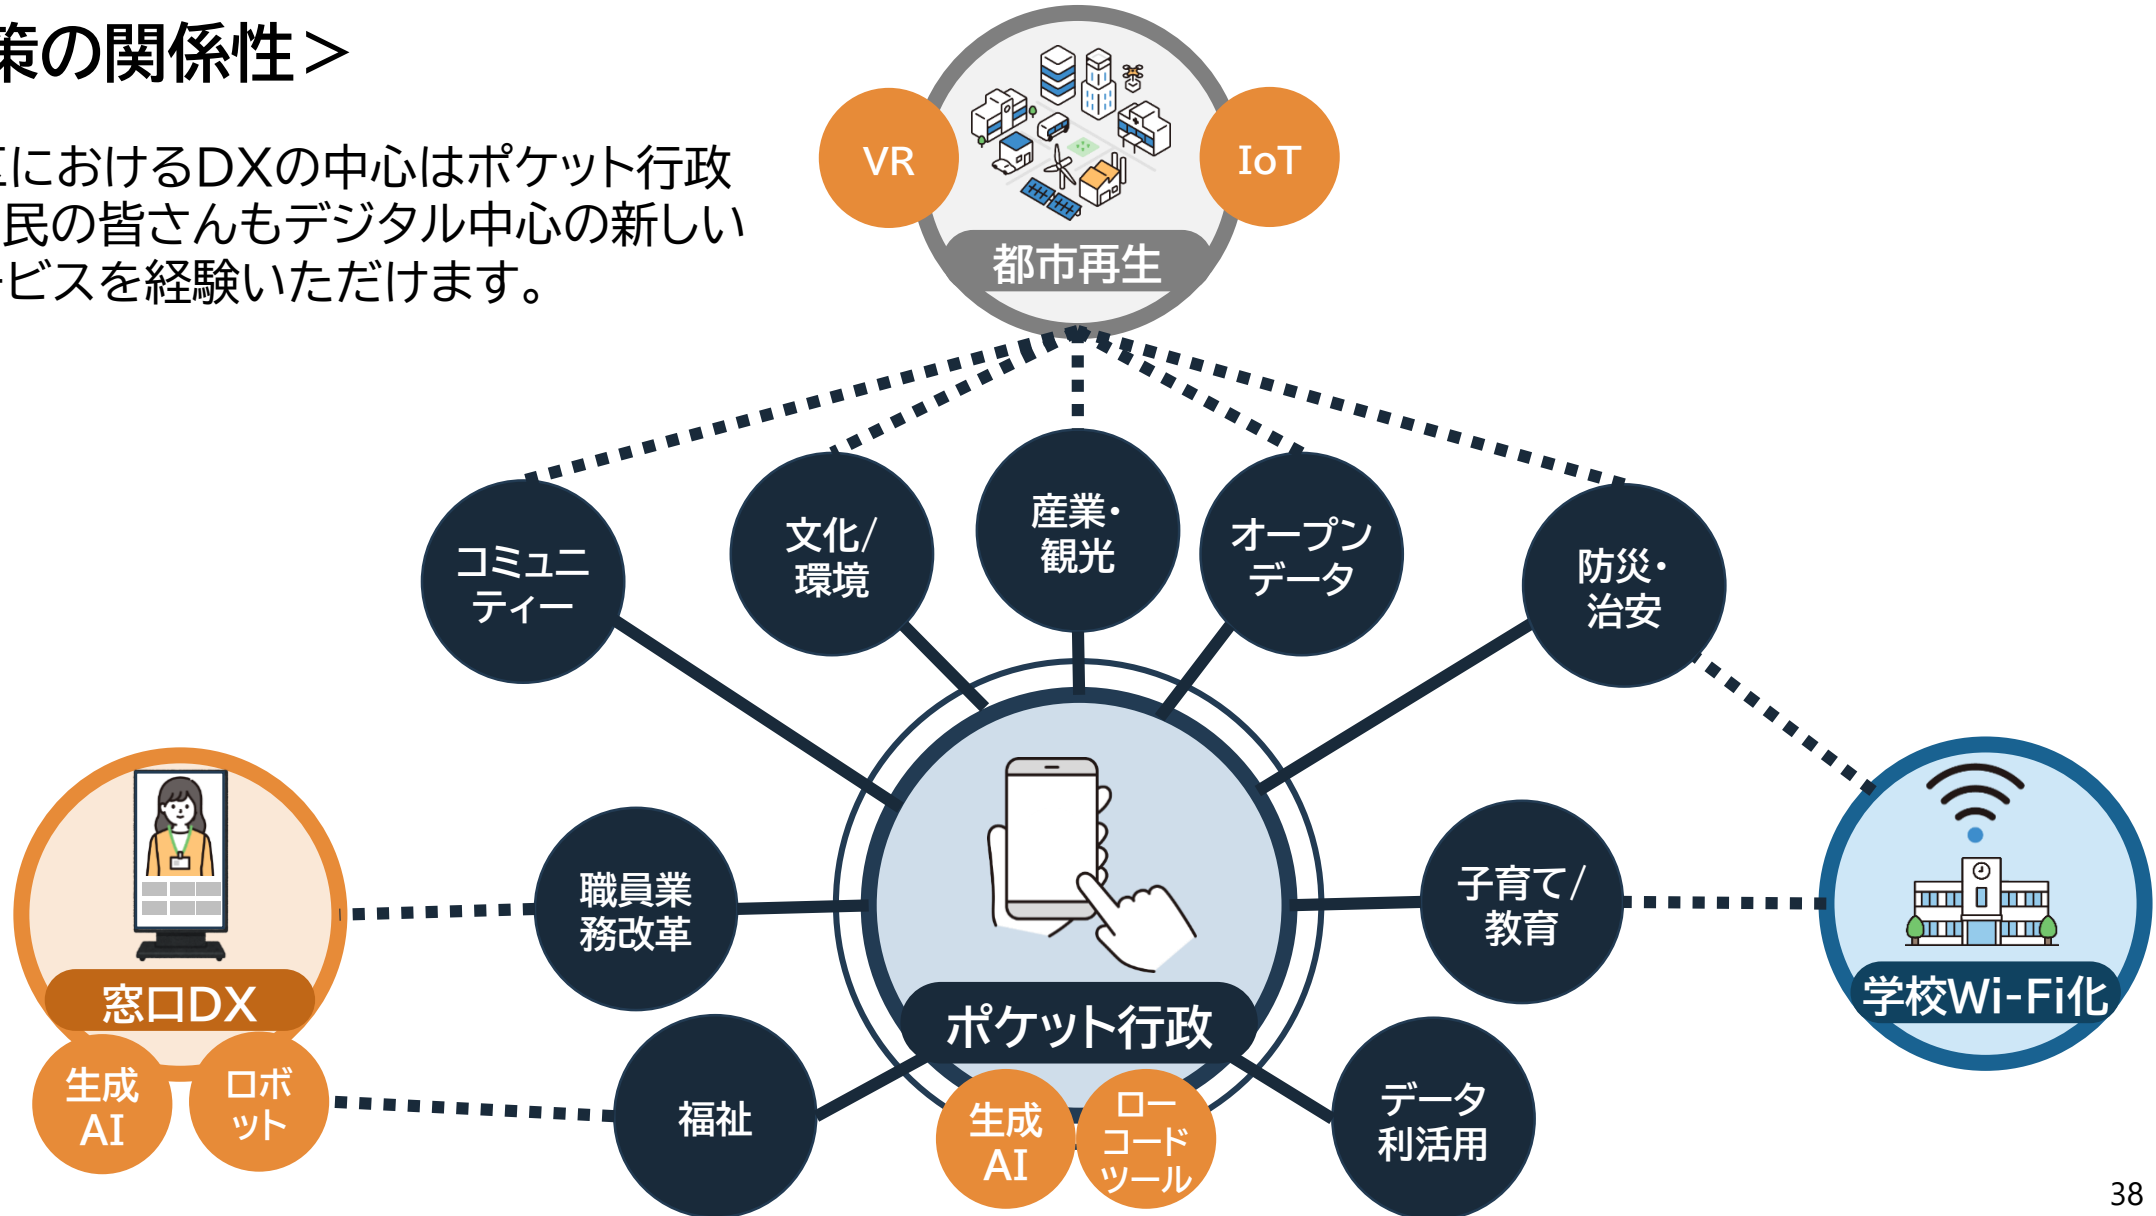 策の関係性＞
におけるDXの中心はポケット行政
民の皆さんもデジタル中心の新しい
ービスを経験いただけます。
VR
IoT
都市再生
コミュニ
ティー
文化/
環境
産業・
観光
オープン
データ
防災・
治安
職員業
務改革
子育て/
教育
窓口DX
生成
AI
ロボ
ット
ポケット行政
学校Wi-Fi化
福祉
生成
AI
ロー
コード
ツール
データ
利活用
38